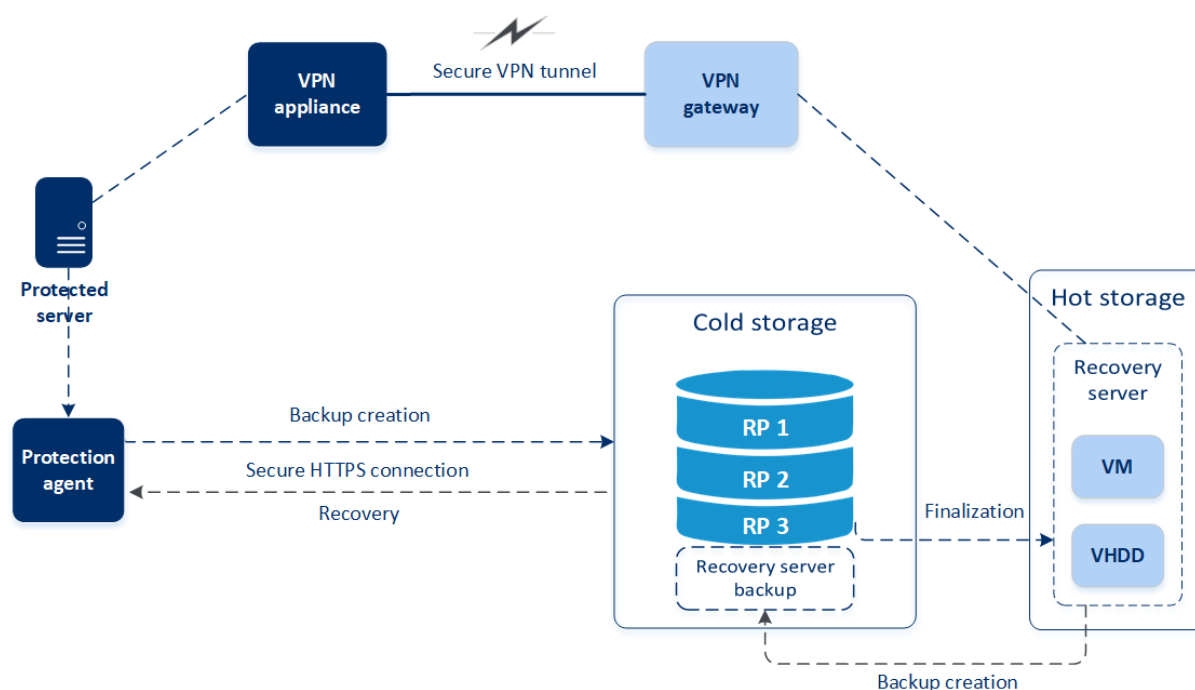 VPN
appliance
Secure VPN tunnel
VPN
gateway
Protected
server
Hot storage
Cold storage
Recovery
server
RP 1
RP 2
RP 3
VM
VHDD
Backup creation
Protection
agent
Secure HTTPS connection
Recovery
Finalization
Recovery server
backup
Backup creation